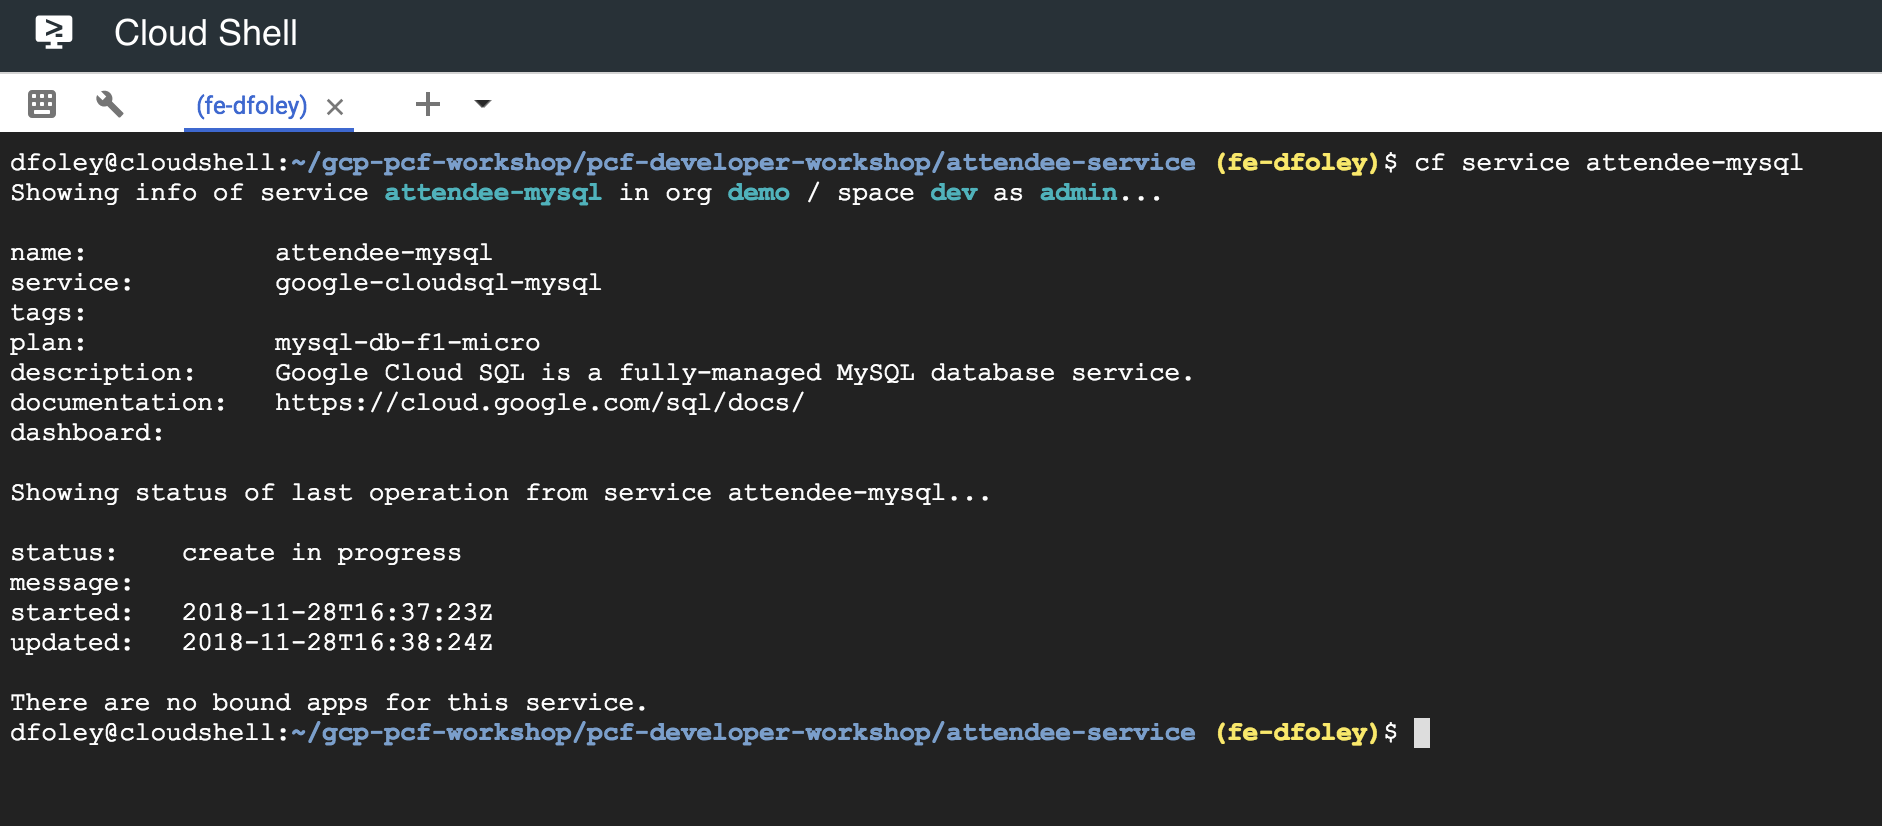 Cloud Shell
(fe-dfoley)
dfoley@cloudshell:~/gcp-pcf-workshop/pcf-developer-workshop/attendee-service (fe-dfoley)$ cf service attendee-mysql
Showing info of service attendee-mysql in org demo / space dev as admin...
name: attendee-mysql
service: google-cloudsql-mysql
tags:
plan: mysql-db-f1-micro
description: Google Cloud SQL is a fully-managed MySQL database service.
documentation: https://cloud.google.com/sql/docs/
dashboard:
Showing status of last operation from service attendee-mysql...
status: create in progress
message:
started: 2018-11-28T16:37:23Z
updated: 2018-11-28T16:38:24Z
There are no bound apps for this service.
dfoley@cloudshell:~/gcp-pcf-workshop/pcf-developer-workshop/attendee-service (fe-dfoley)$